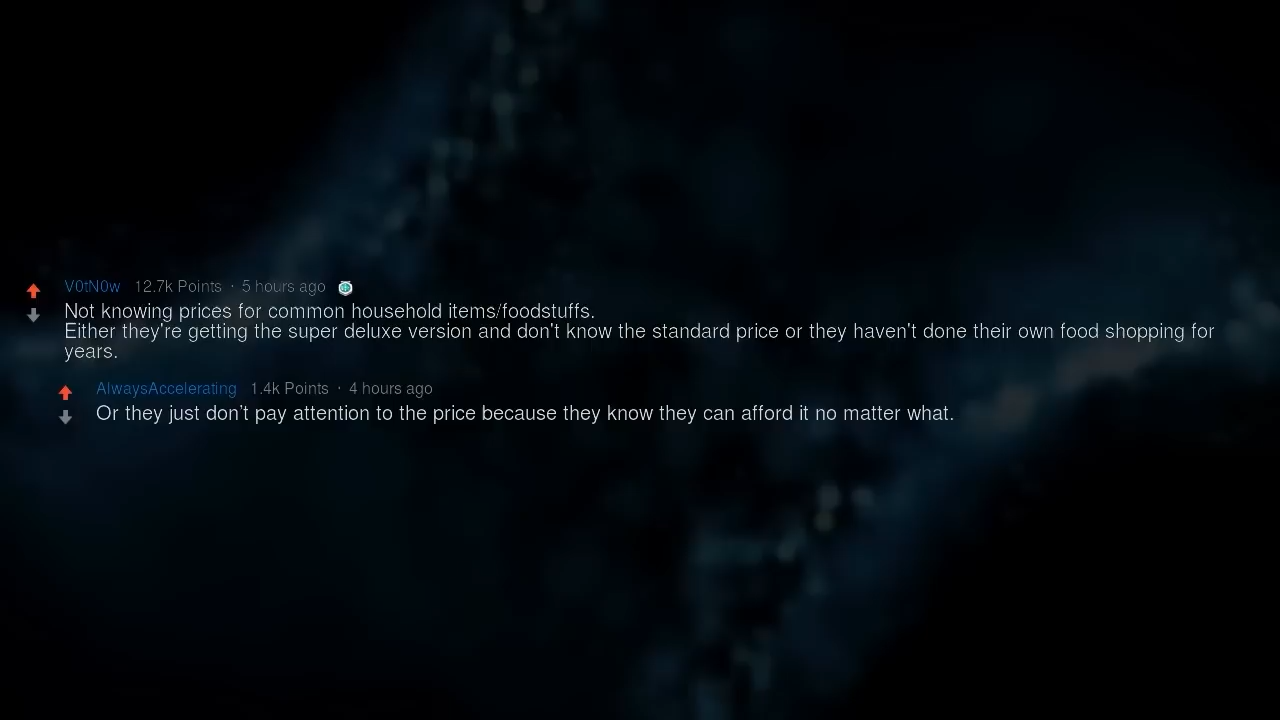 V0tN0w 12.7k Points · 5 hours ago
Not knowing prices for common household items/foodstuffs.
Either they're getting the super deluxe version and don't know the standard price or they haven't done their own food shopping for
years.
AlwaysAccelerating 1.4k Points · 4 hours ago
Or they just don't pay attention to the price because they know they can afford it no matter what.